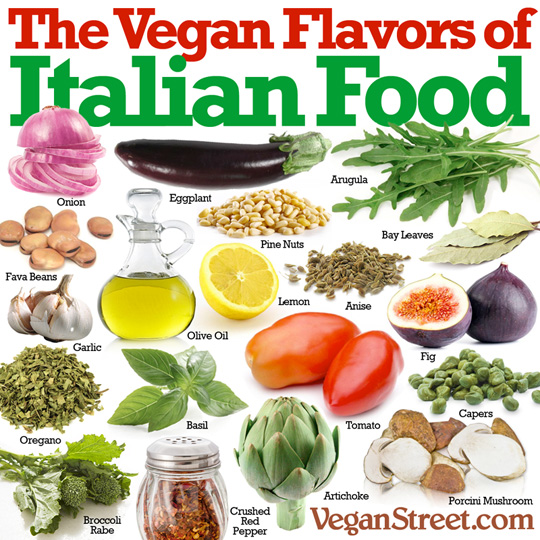 The Vegan Flavors of
Italian Food
Onion
Eggplant
Arugula
Pine Nuts
Bay Leaves
Fava Beans
Lemon
Anise
Olive Oil
Garlic
Fig
Basil
Tomato
Capers
Oregano
Artichoke
Porcini Mushroom
Broccoli
Rabe
Crushed
Red
Pepper
VeganStreet.com